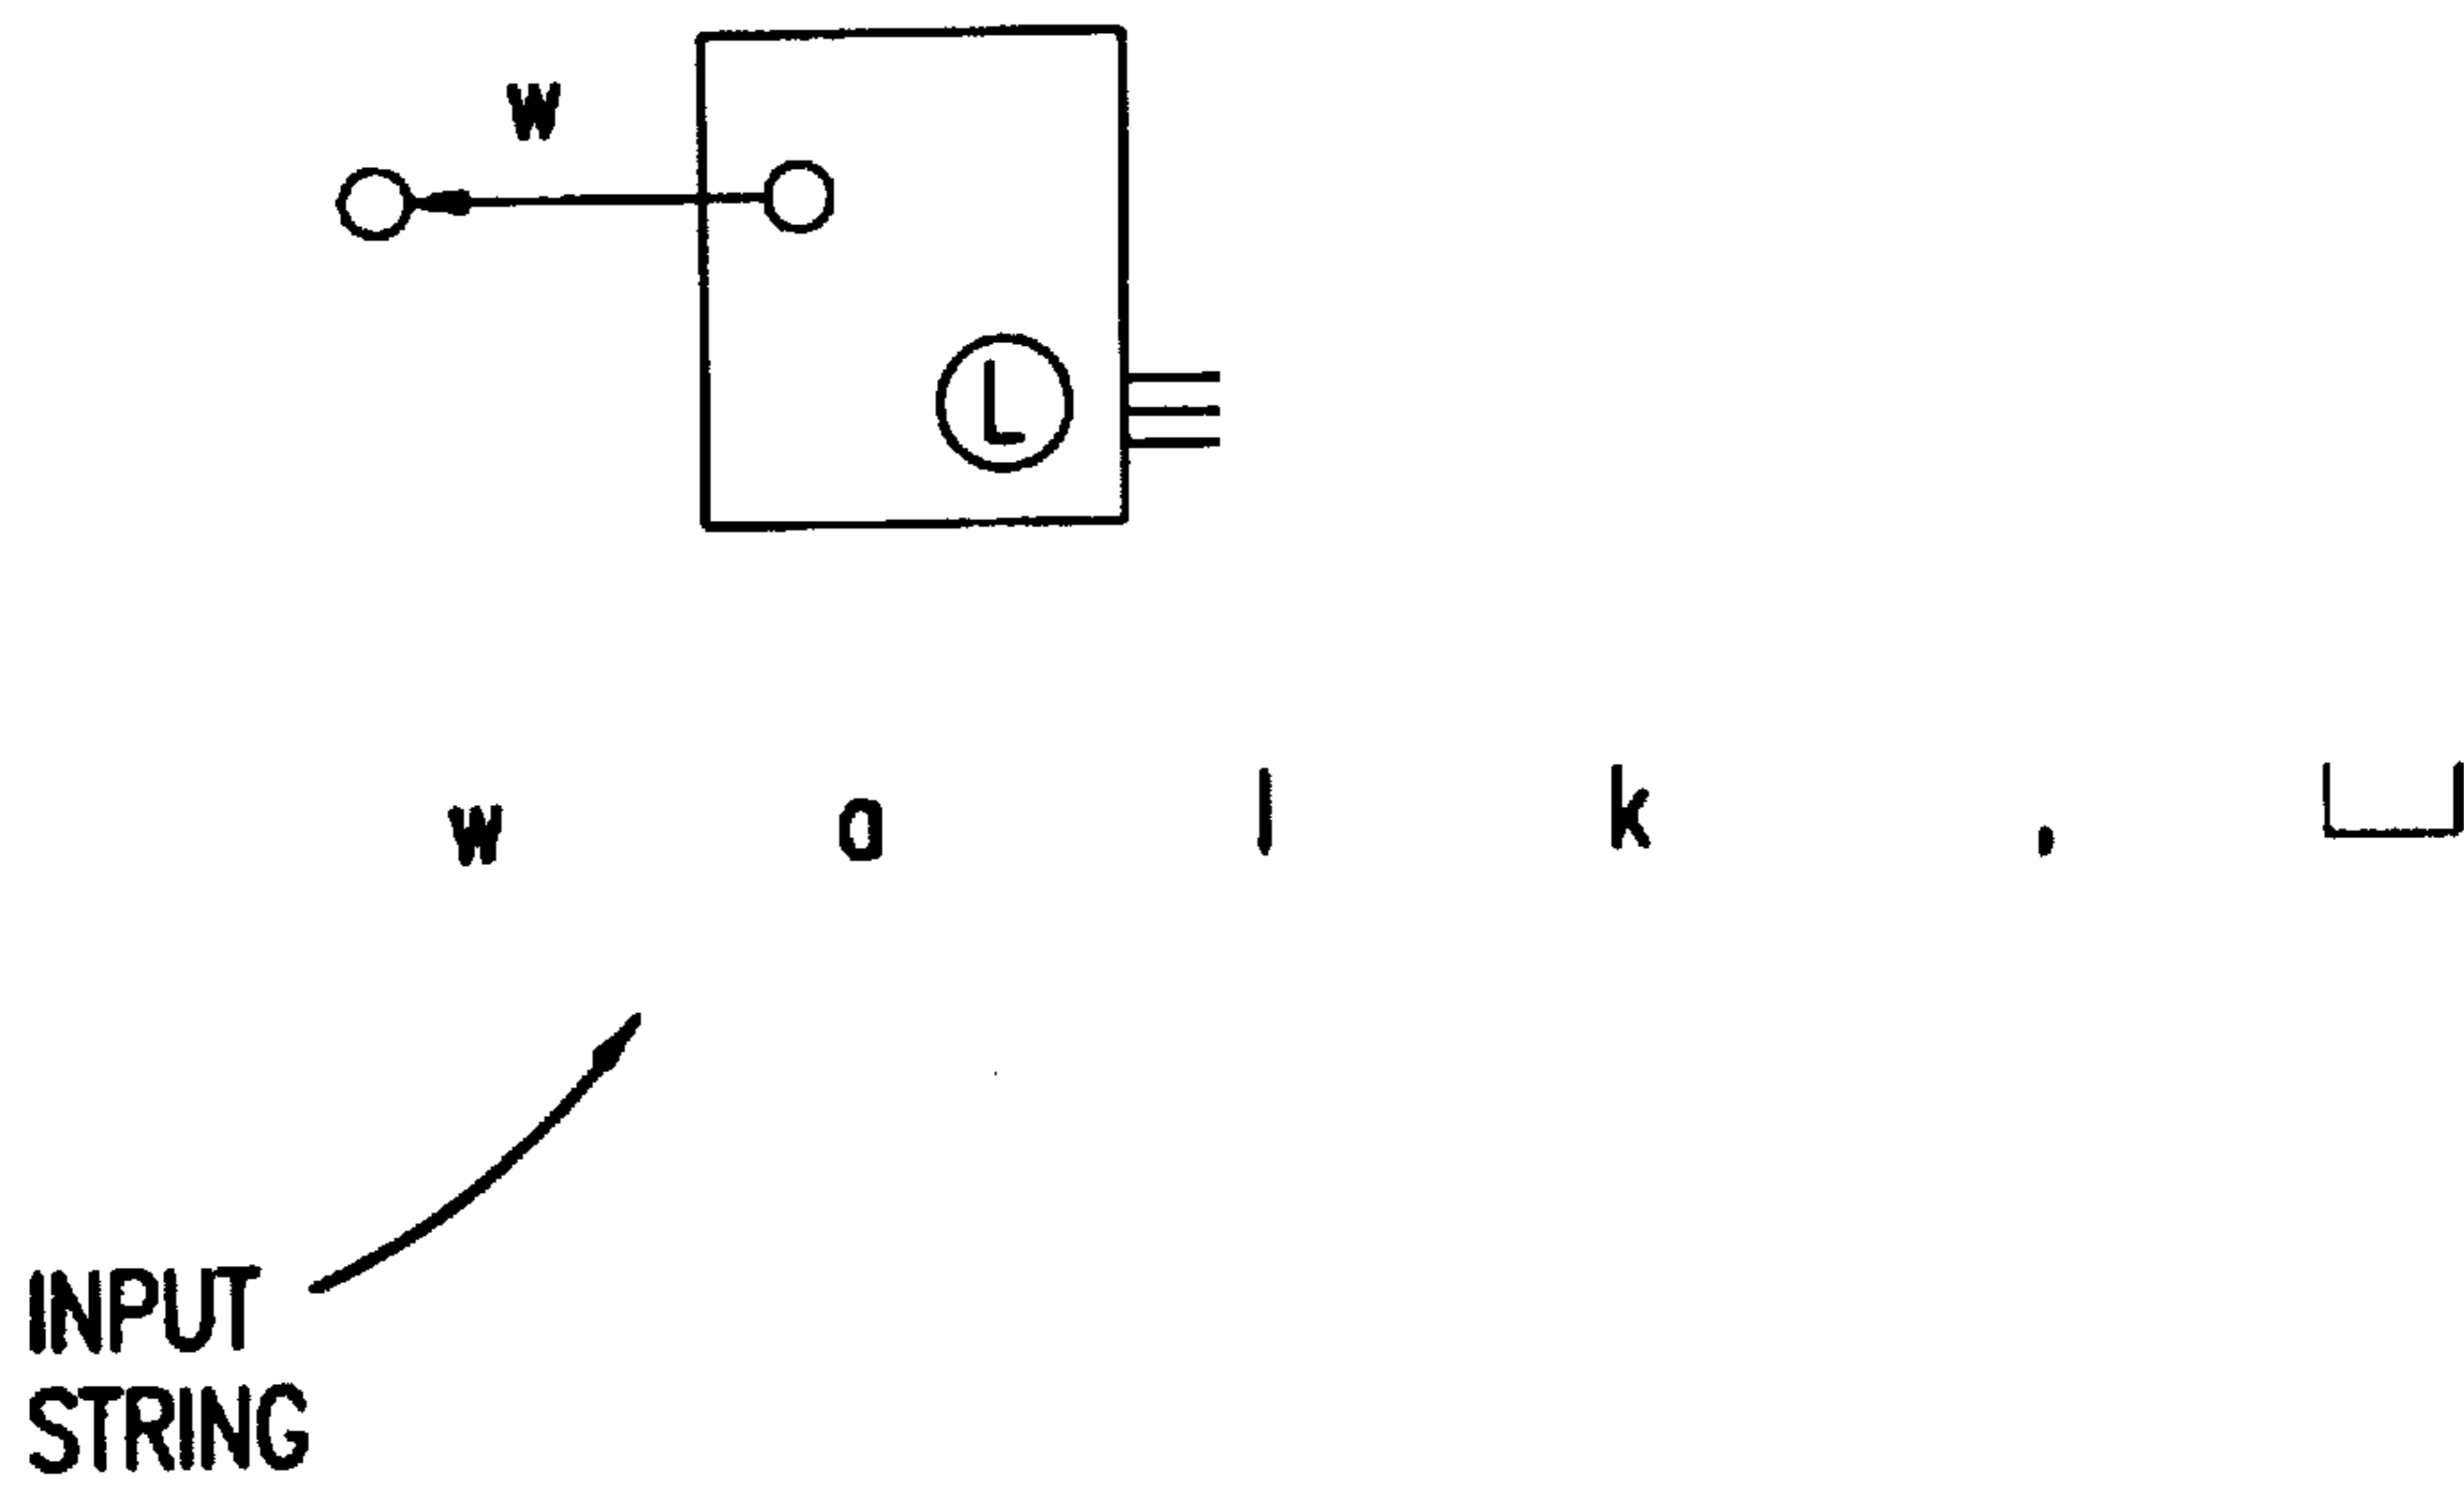 w
L
w o l k , ␣
INPUT
STRING